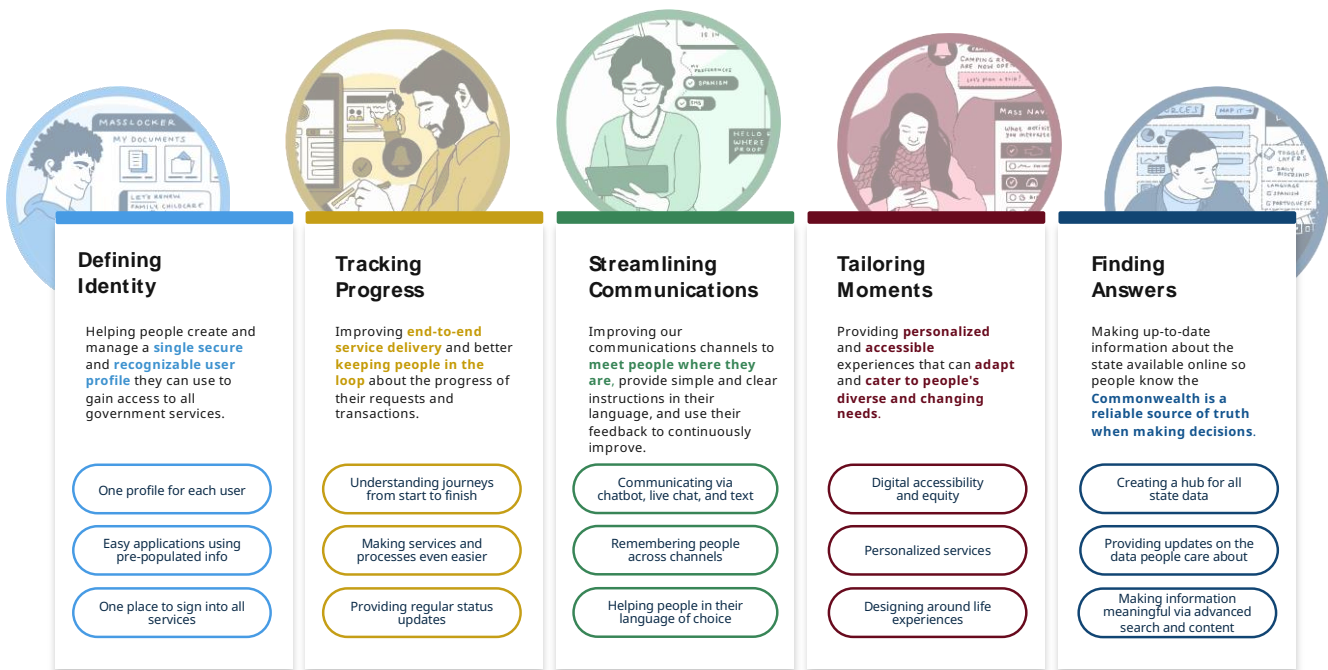 MASSLOCKER
MY DOCUMENTS
LET'S RENEW
FAMILY CHILDCARE
IS IN
MY
PREFERENCES
SPANISH
HELLO
WHERE
PROOF
CAMPING
ARE NOW
Let's plan a trip!
MASS NAV
MAP IT →
TOGGLE
LAYERS
DAILY
RIDERSHIP
LANGUAGE
SPANISH
PORTUGUESE
Defining
Identity
Helping people create and
manage a single secure
and recognizable user
profile they can use to
gain access to all
government services.
One profile for each user
Easy applications using
pre-populated info
One place to sign into all
services
Tracking
Progress
Improving end-to-end
service delivery and better
keeping people in the
loop about the progress of
their requests and
transactions.
Understanding journeys
from start to finish
Making services and
processes even easier
Providing regular status
updates
Streamlining
Communications
Improving our
communications channels to
meet people where they
are, provide simple and clear
instructions in their
language, and use their
feedback to continuously
improve.
Communicating via
chatbot, live chat, and text
Remembering people
across channels
Helping people in their
language of choice
Tailoring
Moments
Providing personalized
and accessible
experiences that can adapt
and cater to people's
diverse and changing
needs.
Digital accessibility
and equity
Personalized services
Designing around life
experiences
Finding
Answers
Making up-to-date
information about the
state available online so
people know the
Commonwealth is a
reliable source of truth
when making decisions.
Creating a hub for all
state data
Providing updates on the
data people care about
Making information
meaningful via advanced
search and content